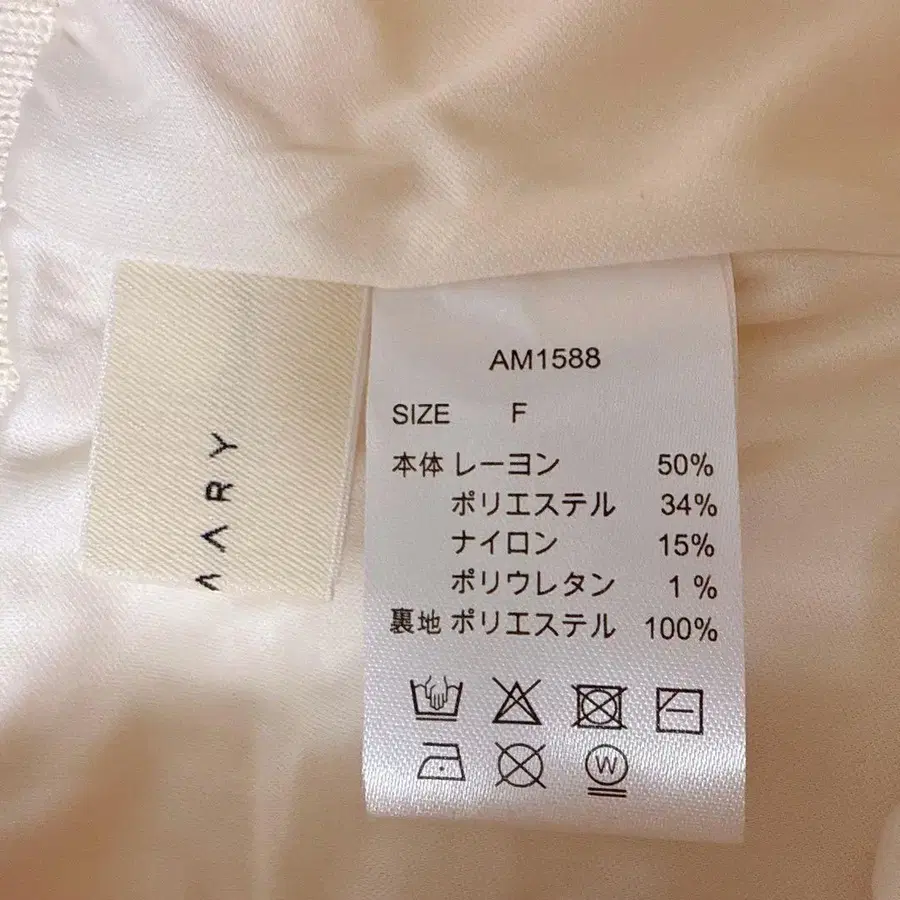 MARY
AM1588
SIZE F
本体 レーヨン 50%
ポリエステル 34%
ナイロン 15%
ポリウレタン 1 %
裏地 ポリエステル 100%
W